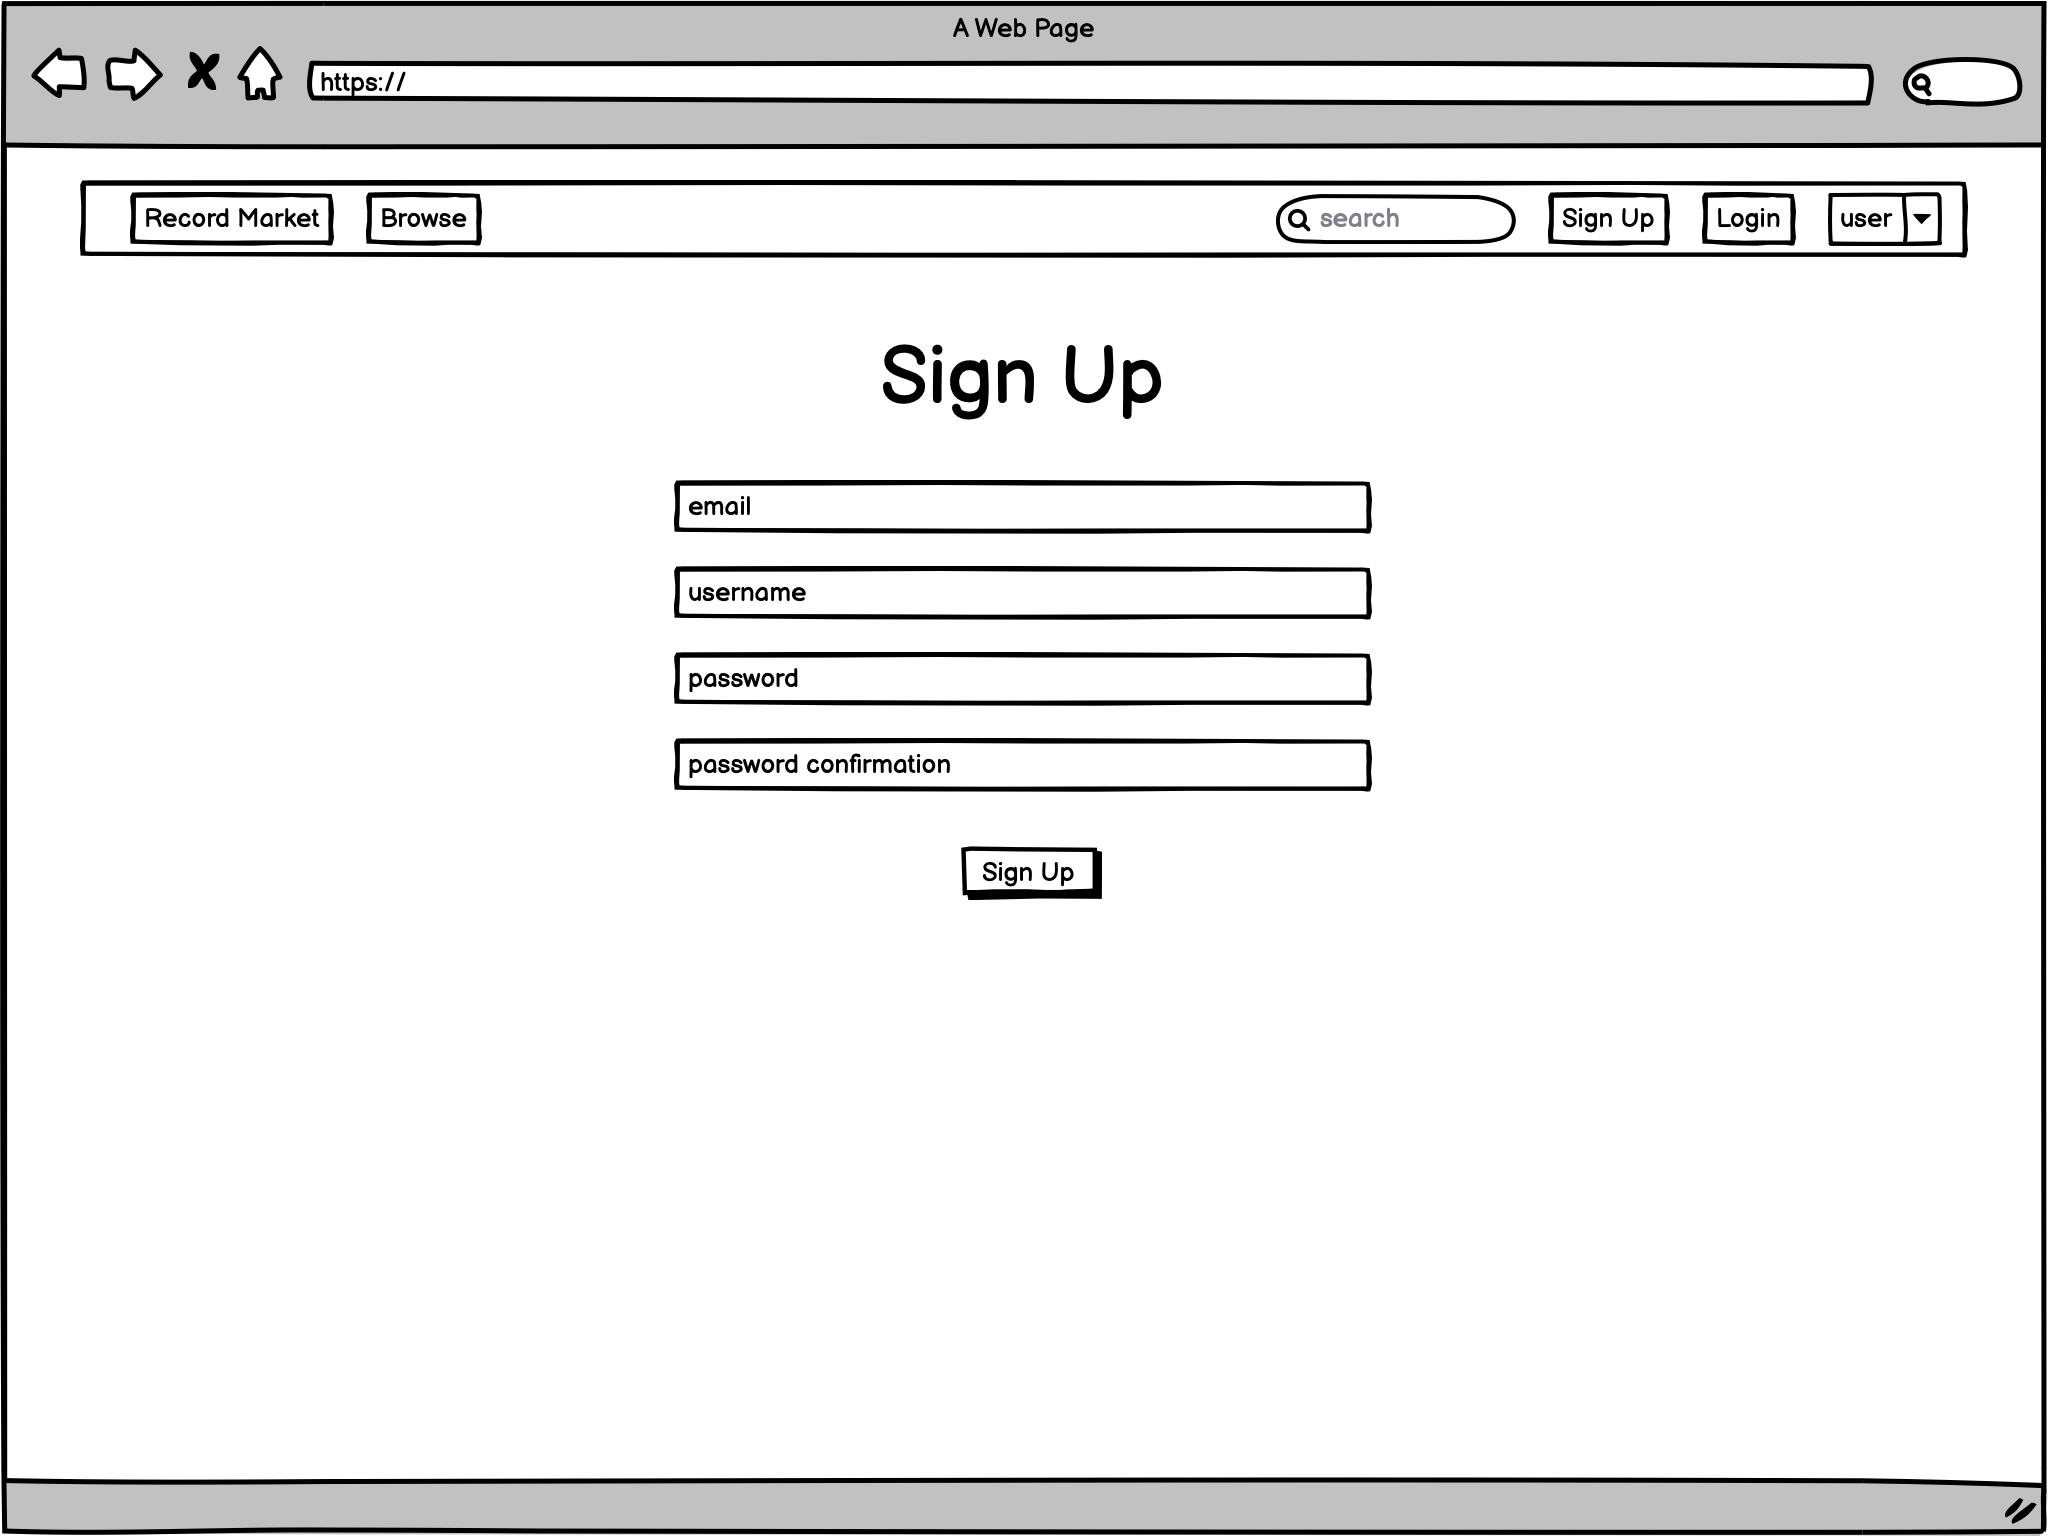 A Web Page
https://
Record Market Browse search Sign Up Login user
Sign Up
email
username
password
password confirmation
Sign Up